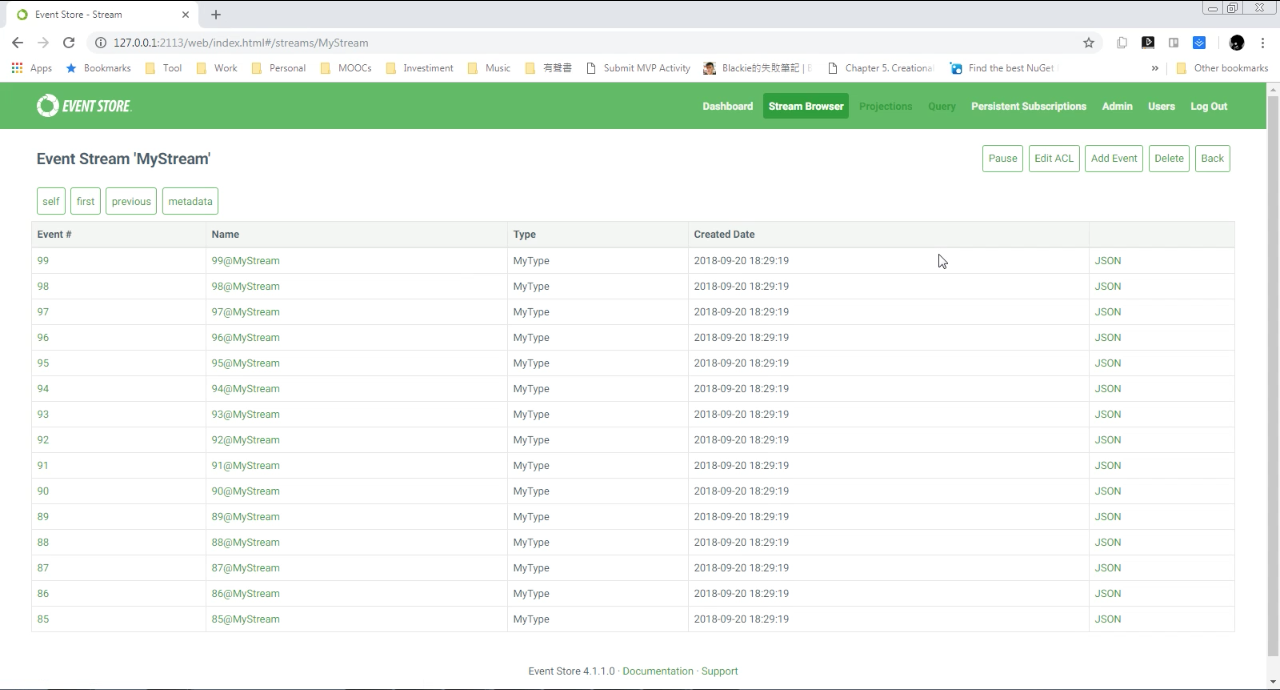 Event Store - Stream
127.0.0.1:2113/web/index.html#/streams/MyStream
Apps Bookmarks Tool Work Personal MOOCs Investiment Music 有聲書 Submit MVP Activity Blackie的失敗筆記 | Chapter 5. Creational Find the best NuGet » Other bookmarks
EVENT STORE Dashboard Stream Browser Projections Query Persistent Subscriptions Admin Users Log Out
Event Stream 'MyStream' Pause Edit ACL Add Event Delete Back
self first previous metadata
Event # Name Type Created Date
99 99@MyStream MyType 2018-09-20 18:29:19 JSON
98 98@MyStream MyType 2018-09-20 18:29:19 JSON
97 97@MyStream MyType 2018-09-20 18:29:19 JSON
96 96@MyStream MyType 2018-09-20 18:29:19 JSON
95 95@MyStream MyType 2018-09-20 18:29:19 JSON
94 94@MyStream MyType 2018-09-20 18:29:19 JSON
93 93@MyStream MyType 2018-09-20 18:29:19 JSON
92 92@MyStream MyType 2018-09-20 18:29:19 JSON
91 91@MyStream MyType 2018-09-20 18:29:19 JSON
90 90@MyStream MyType 2018-09-20 18:29:19 JSON
89 89@MyStream MyType 2018-09-20 18:29:19 JSON
88 88@MyStream MyType 2018-09-20 18:29:19 JSON
87 87@MyStream MyType 2018-09-20 18:29:19 JSON
86 86@MyStream MyType 2018-09-20 18:29:19 JSON
85 85@MyStream MyType 2018-09-20 18:29:19 JSON
Event Store 4.1.1.0 · Documentation · Support